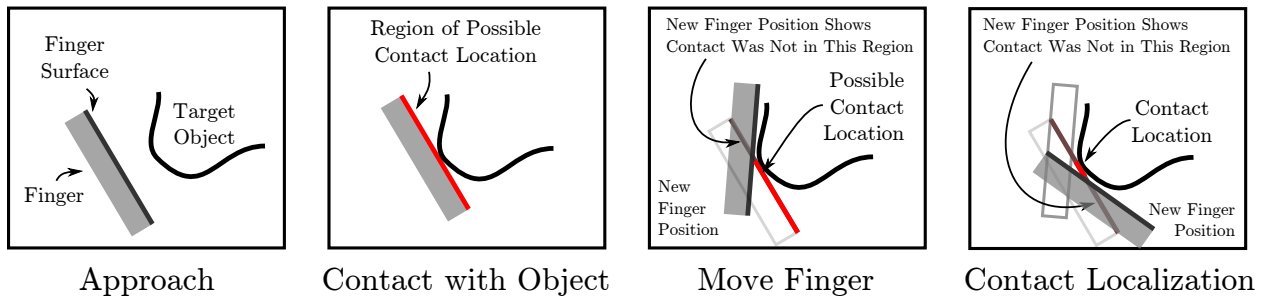 Finger
Surface
Target
Object
Finger
Approach
Region of Possible
Contact Location
Contact with Object
New Finger Position Shows
Contact Was Not in This Region
Possible
Contact
Location
New
Finger
Position
Move Finger
New Finger Position Shows
Contact Was Not in This Region
Contact
Location
New Finger
Position
Contact Localization